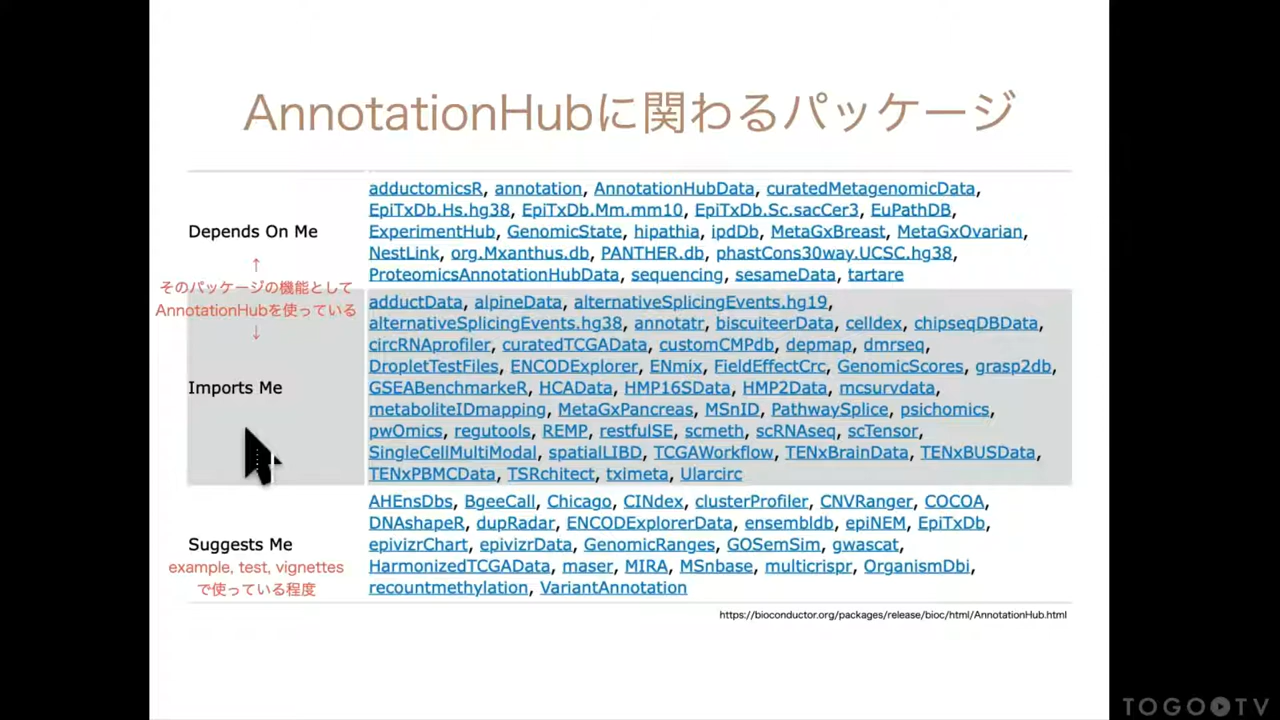 AnnotationHubに関わるパッケージ
Depends On Me
↑
そのパッケージの機能として
AnnotationHubを使っている
↓
adductomicsR, annotation, AnnotationHubData, curatedMetagenomicData,
EpiTxDb.Hs.hg38, EpiTxDb.Mm.mm10, EpiTxDb.Sc.sacCer3, EuPathDB,
ExperimentHub, GenomicState, hipathia, ipdDb, MetaGxBreast, MetaGxOvarian,
NestLink, org.Mxanthus.db, PANTHER.db, phastCons30way.UCSC.hg38,
ProteomicsAnnotationHubData, sequencing, sesameData, tartare
Imports Me
adductData, alpineData, alternativeSplicingEvents.hg19,
alternativeSplicingEvents.hg38, annotatr, biscuiteerData, celldex, chipseqDBData,
circRNAprofiler, curatedTCGAData, customCMPdb, depmap, dmrseq,
DropletTestFiles, ENCODExplorer, ENmix, FieldEffectCrc, GenomicScores, grasp2db,
GSEABenchmarkeR, HCAData, HMP16SData, HMP2Data, mcsurvdata,
metaboliteIDmapping, MetaGxPancreas, MSnID, PathwaySplice, psichomics,
pwOmics, regutools, REMP, restfulSE, scmeth, scRNAseq, scTensor,
SingleCellMultiModal, spatialLIBD, TCGAWorkflow, TENxBrainData, TENxBUSData,
TENxPBMCData, TSRchitect, tximeta, Ularcirc
Suggests Me
example, test, vignettes
で使っている程度
AHEnsDbs, BgeeCall, Chicago, CINdex, clusterProfiler, CNVRanger, COCOA,
DNAshapeR, dupRadar, ENCODExplorerData, ensembldb, epiNEM, EpiTxDb,
epivizrChart, epivizrData, GenomicRanges, GOSemSim, gwascat,
HarmonizedTCGAData, maser, MIRA, MSnbase, multicrispr, OrganismDbi,
recountmethylation, VariantAnnotation
https://bioconductor.org/packages/release/bioc/html/AnnotationHub.html
TOGOTV